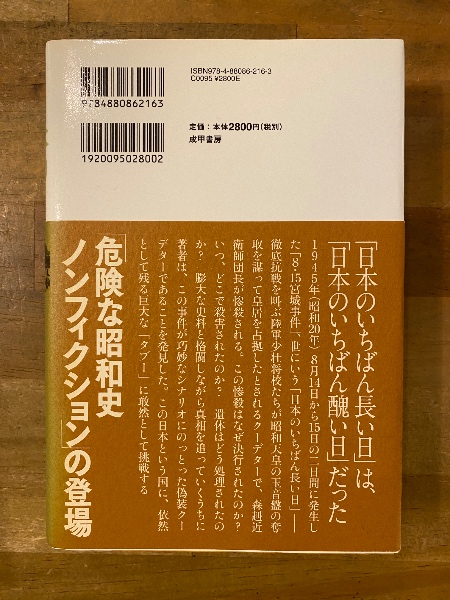 ISBN978-4-88086-216-3
C0095 ¥2800E
9784880862163
定価：本体2800円(税別)
成甲書房
1920095028002
「日本のいちばん長い日」は、
「日本のいちばん醜い日」だった
1945年(昭和20年)8月14日から15日の二日間に発生し
た「8・15宮城事件」、世にいう「日本のいちばん長い日」──
徹底抗戦を叫ぶ陸軍少壮将校たちが昭和天皇の玉音盤の奪
取を謀って皇居を占拠したとされるクーデターで、森赳近
衛師団長が惨殺される。この惨殺はなぜ決行されたのか？
いつ、どこで殺害されたのか？　遺体はどう処理されたの
か？　膨大な史料と格闘しながら真相を追っていくうちに
著者は、この事件が巧妙なシナリオにのっとった偽装クー
デターであることを発見した。この日本という国に、依然
として残る巨大な「タブー」に敢然として挑戦する
「危険な昭和史
ノンフィクション」の登場